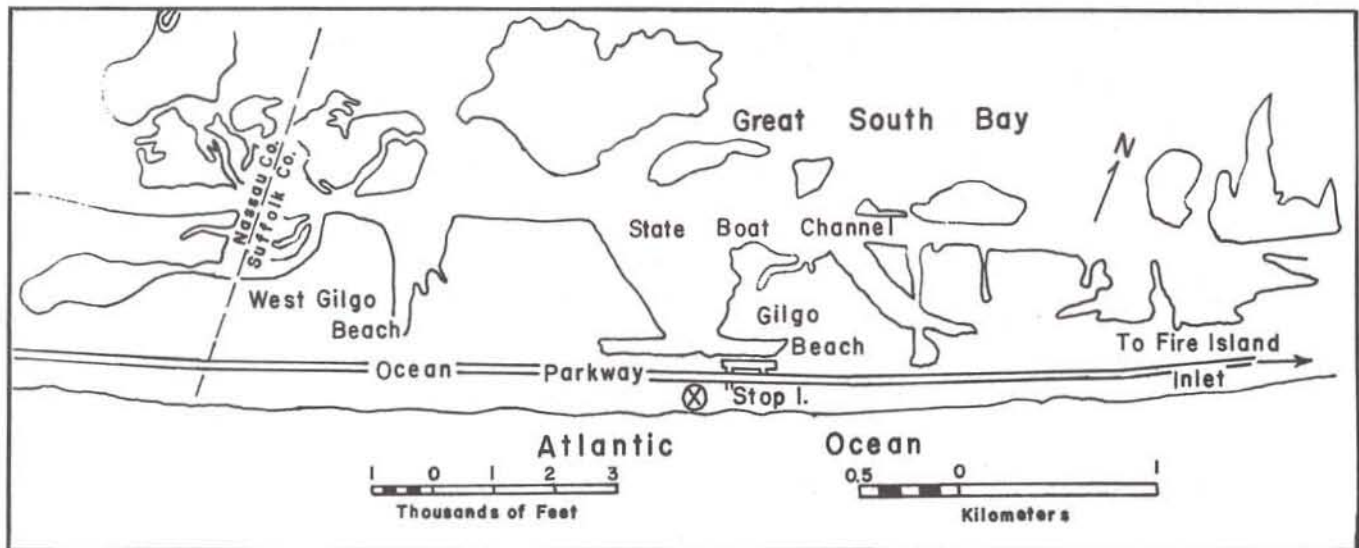 Great South Bay
N
Nassau Co.
Suffolk Co.
State Boat Channel
West Gilgo
Beach
Gilgo
Beach
To Fire Island
Inlet
Ocean Parkway
"Stop 1.
Atlantic Ocean
1 0 1 2 3
Thousands of Feet
0.5 0 1
Kilometers